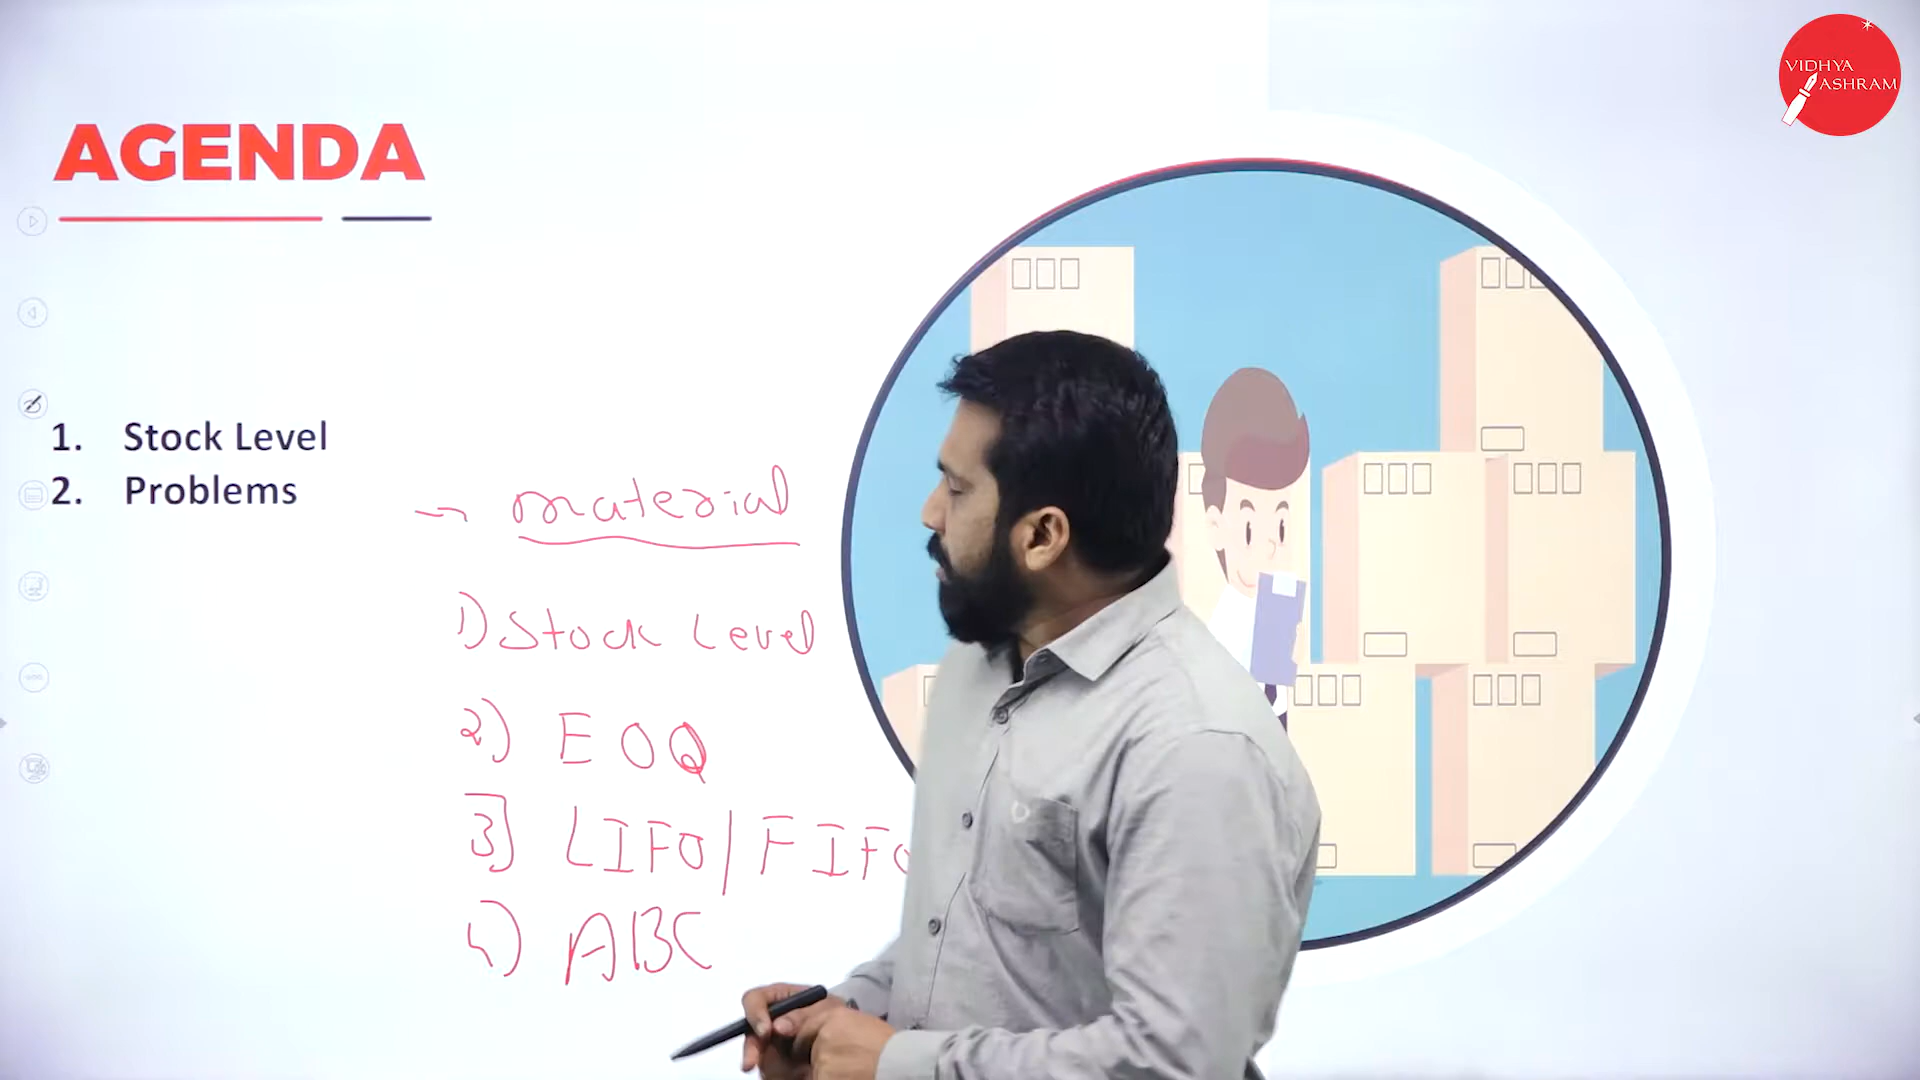 VIDHYA
ASHRAM
AGENDA
1. Stock Level
2. Problems
material
1) Stock Level
2) EOQ
3] LIFO/FIFO
4) ABC